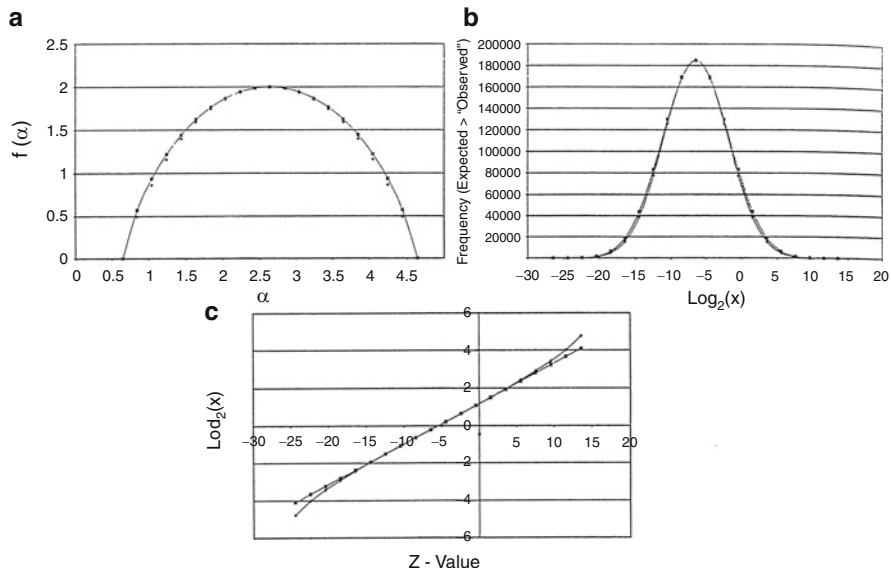 a
f (α)
2.5
2
1.5
1
0.5
0
0 0.5 1 1.5 2 2.5 3 3.5 4 4.5
α
b
Frequency (Expected > "Observed")
200000
180000
160000
140000
120000
100000
80000
60000
40000
20000
−30 −25 −20 −15 −10 −5 0 5 10 15 20
Log2(x)
c
Lod2(x)
6
4
2
0
−2
−4
−6
−30 −25 −20 −15 −10 −5 5 10 15 20
Z - Value